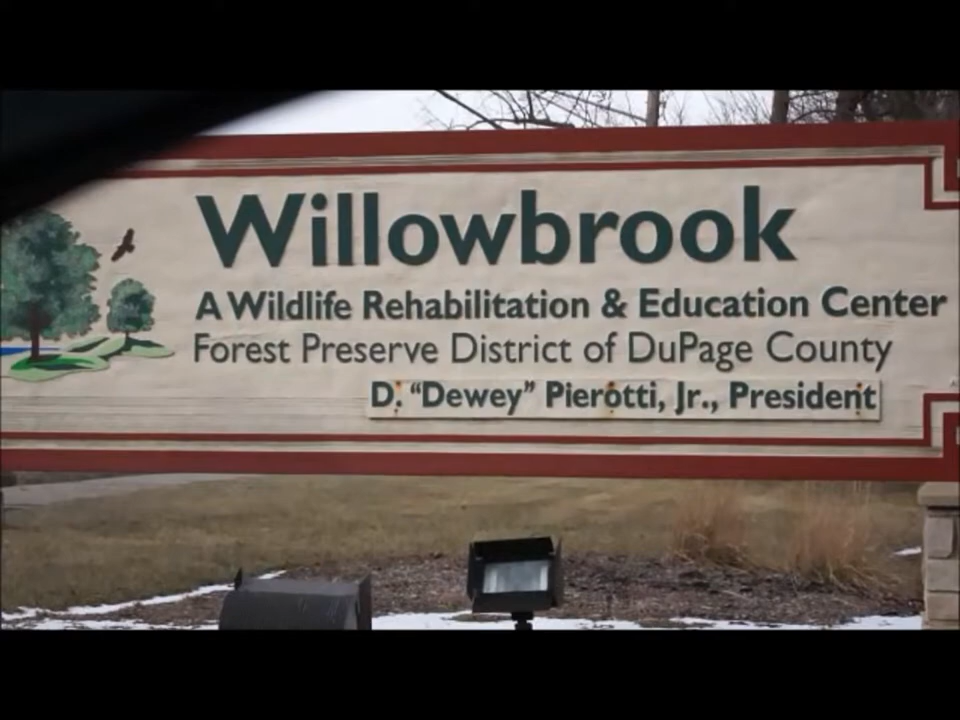 Willowbrook
A Wildlife Rehabilitation & Education Center
Forest Preserve District of DuPage County
D. “Dewey” Pierotti, Jr., President